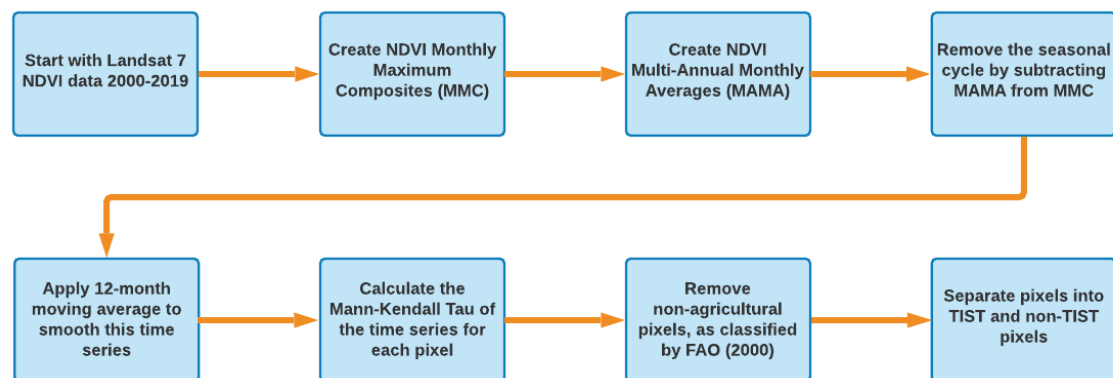 Start with Landsat 7
NDVI data 2000-2019
Create NDVI Monthly
Maximum
Composites (MMC)
Create NDVI
Multi-Annual Monthly
Averages (MAMA)
Remove the seasonal
cycle by subtracting
MAMA from MMC
Apply 12-month
moving average to
smooth this time
series
Calculate the
Mann-Kendall Tau of
the time series for
each pixel
Remove
non-agricultural
pixels, as classified
by FAO (2000)
Separate pixels into
TIST and non-TIST
pixels